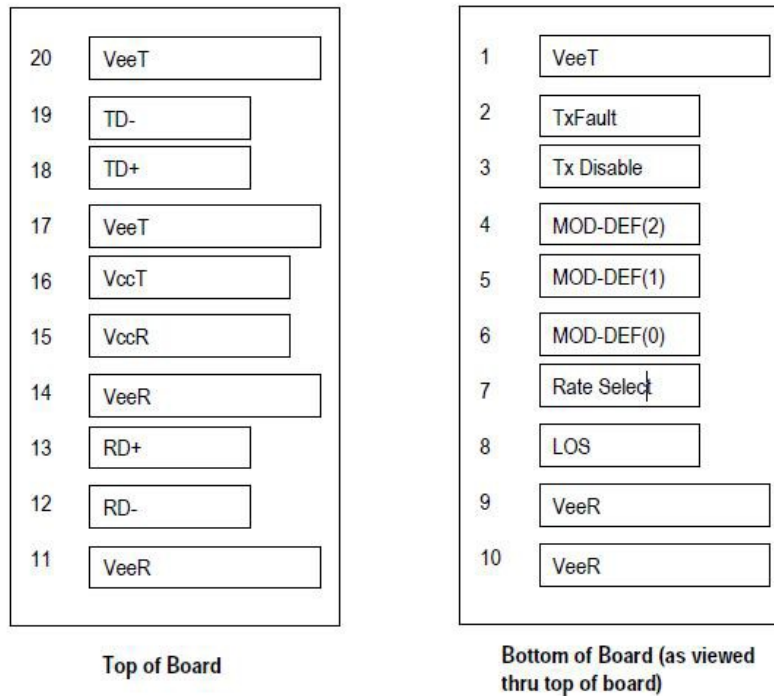 20 VeeT
19 TD-
18 TD+
17 VeeT
16 VccT
15 VccR
14 VeeR
13 RD+
12 RD-
11 VeeR
Top of Board
1 VeeT
2 TxFault
3 Tx Disable
4 MOD-DEF(2)
5 MOD-DEF(1)
6 MOD-DEF(0)
7 Rate Select
8 LOS
9 VeeR
10 VeeR
Bottom of Board (as viewed
thru top of board)